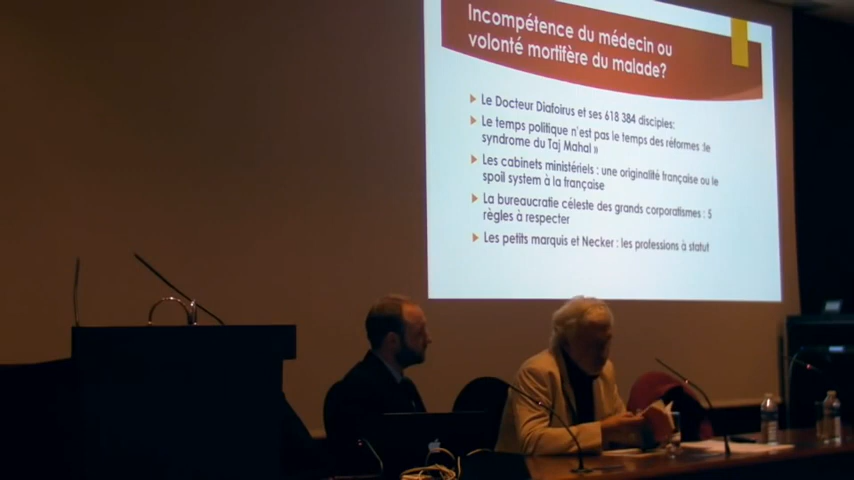 Incompétence du médecin ou
volonté mortifère du malade?
Le Docteur Diafoirus et ses 618 384 disciples:
Le temps politique n'est pas le temps des réformes :le
syndrome du Taj Mahal »
Les cabinets ministériels : une originalité française ou le
spoil system à la française
La bureaucratie céleste des grands corporatismes : 5
règles à respecter
Les petits marquis et Necker : les professions à statut